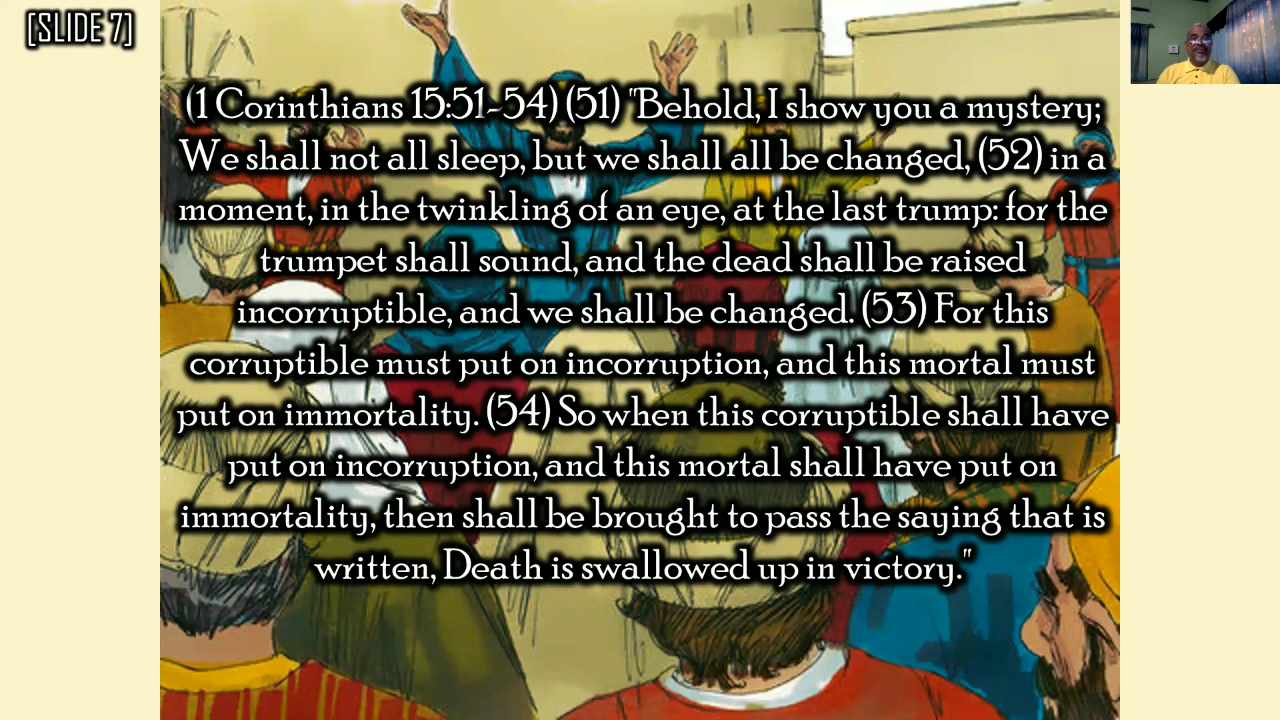 [SLIDE 7]
(1 Corinthians 15:51-54) (51) "Behold, I show you a mystery;
We shall not all sleep, but we shall all be changed, (52) in a
moment, in the twinkling of an eye, at the last trump: for the
trumpet shall sound, and the dead shall be raised
incorruptible, and we shall be changed. (53) For this
corruptible must put on incorruption, and this mortal must
put on immortality. (54) So when this corruptible shall have
put on incorruption, and this mortal shall have put on
immortality, then shall be brought to pass the saying that is
written, Death is swallowed up in victory."